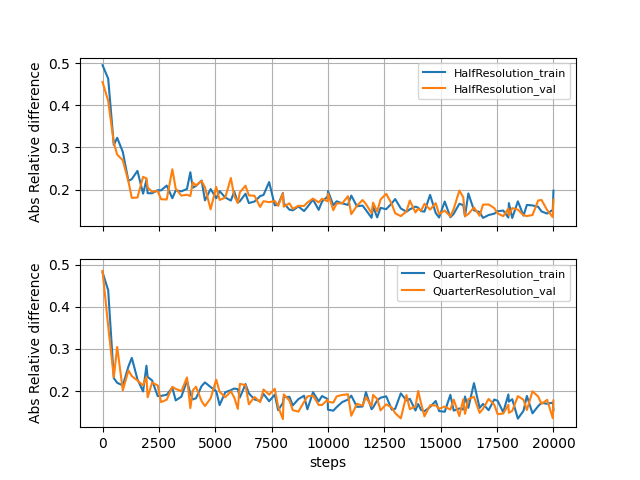 0.5
0.4
0.3
0.2
Abs Relative difference
HalfResolution_train
HalfResolution_val
0.5
0.4
0.3
0.2
Abs Relative difference
QuarterResolution_train
QuarterResolution_val
0 2500 5000 7500 10000 12500 15000 17500 20000
steps